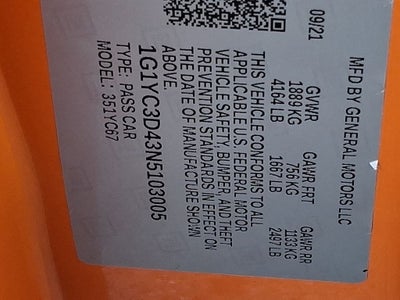 MFD BY GENERAL MOTORS LLC
09/21 GVWR GAWR FRT GAWR RR
1889 KG 756 KG 1133 KG
4164 LB 1667 LB 2497 LB
THIS VEHICLE CONFORMS TO ALL
APPLICABLE U.S. FEDERAL MOTOR
VEHICLE SAFETY, BUMPER, AND THEFT
PREVENTION STANDARDS IN EFFECT ON
THE DATE OF MANUFACTURE SHOWN
ABOVE.
1G1YC3D43N5103005
TYPE: PASS CAR
MODEL: 351YC67